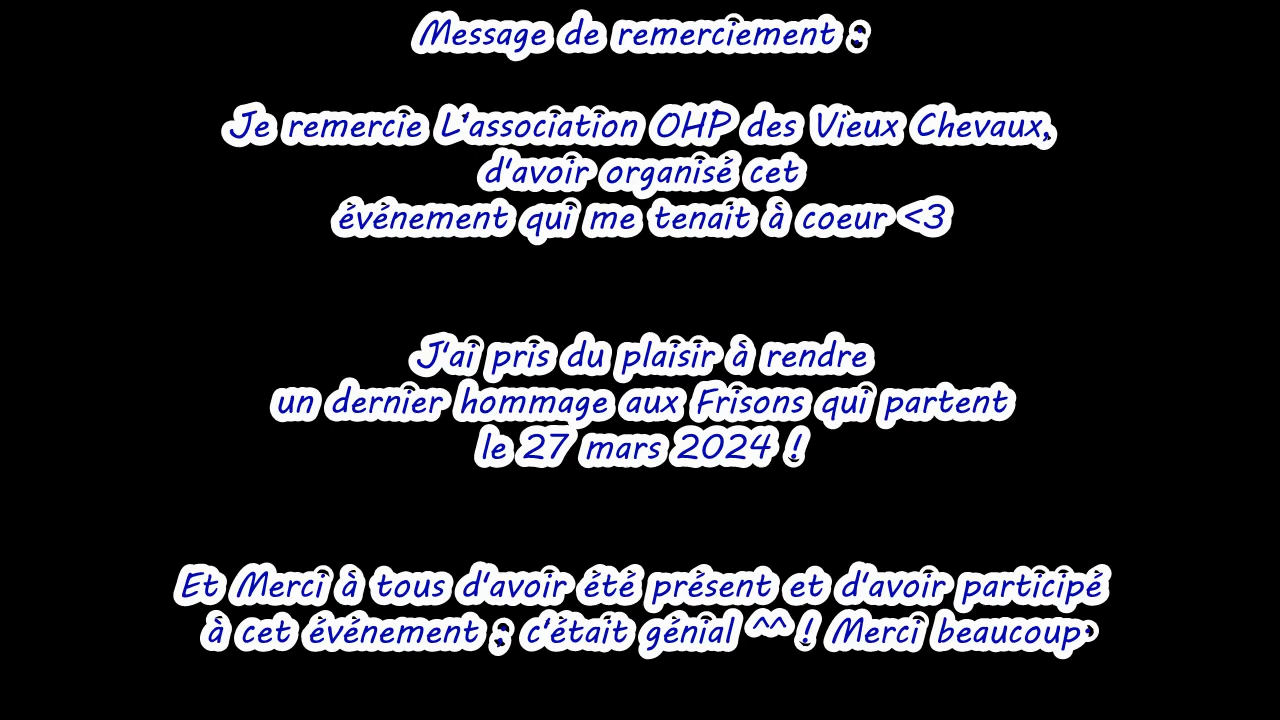 Message de remerciement :
Je remercie L'association OHP des Vieux Chevaux,
d'avoir organisé cet
événement qui me tenait à coeur <3
J'ai pris du plaisir à rendre
un dernier hommage aux Frisons qui partent
le 27 mars 2024 !
Et Merci à tous d'avoir été présent et d'avoir participé
à cet événement ; c'était génial ^^ ! Merci beaucoup